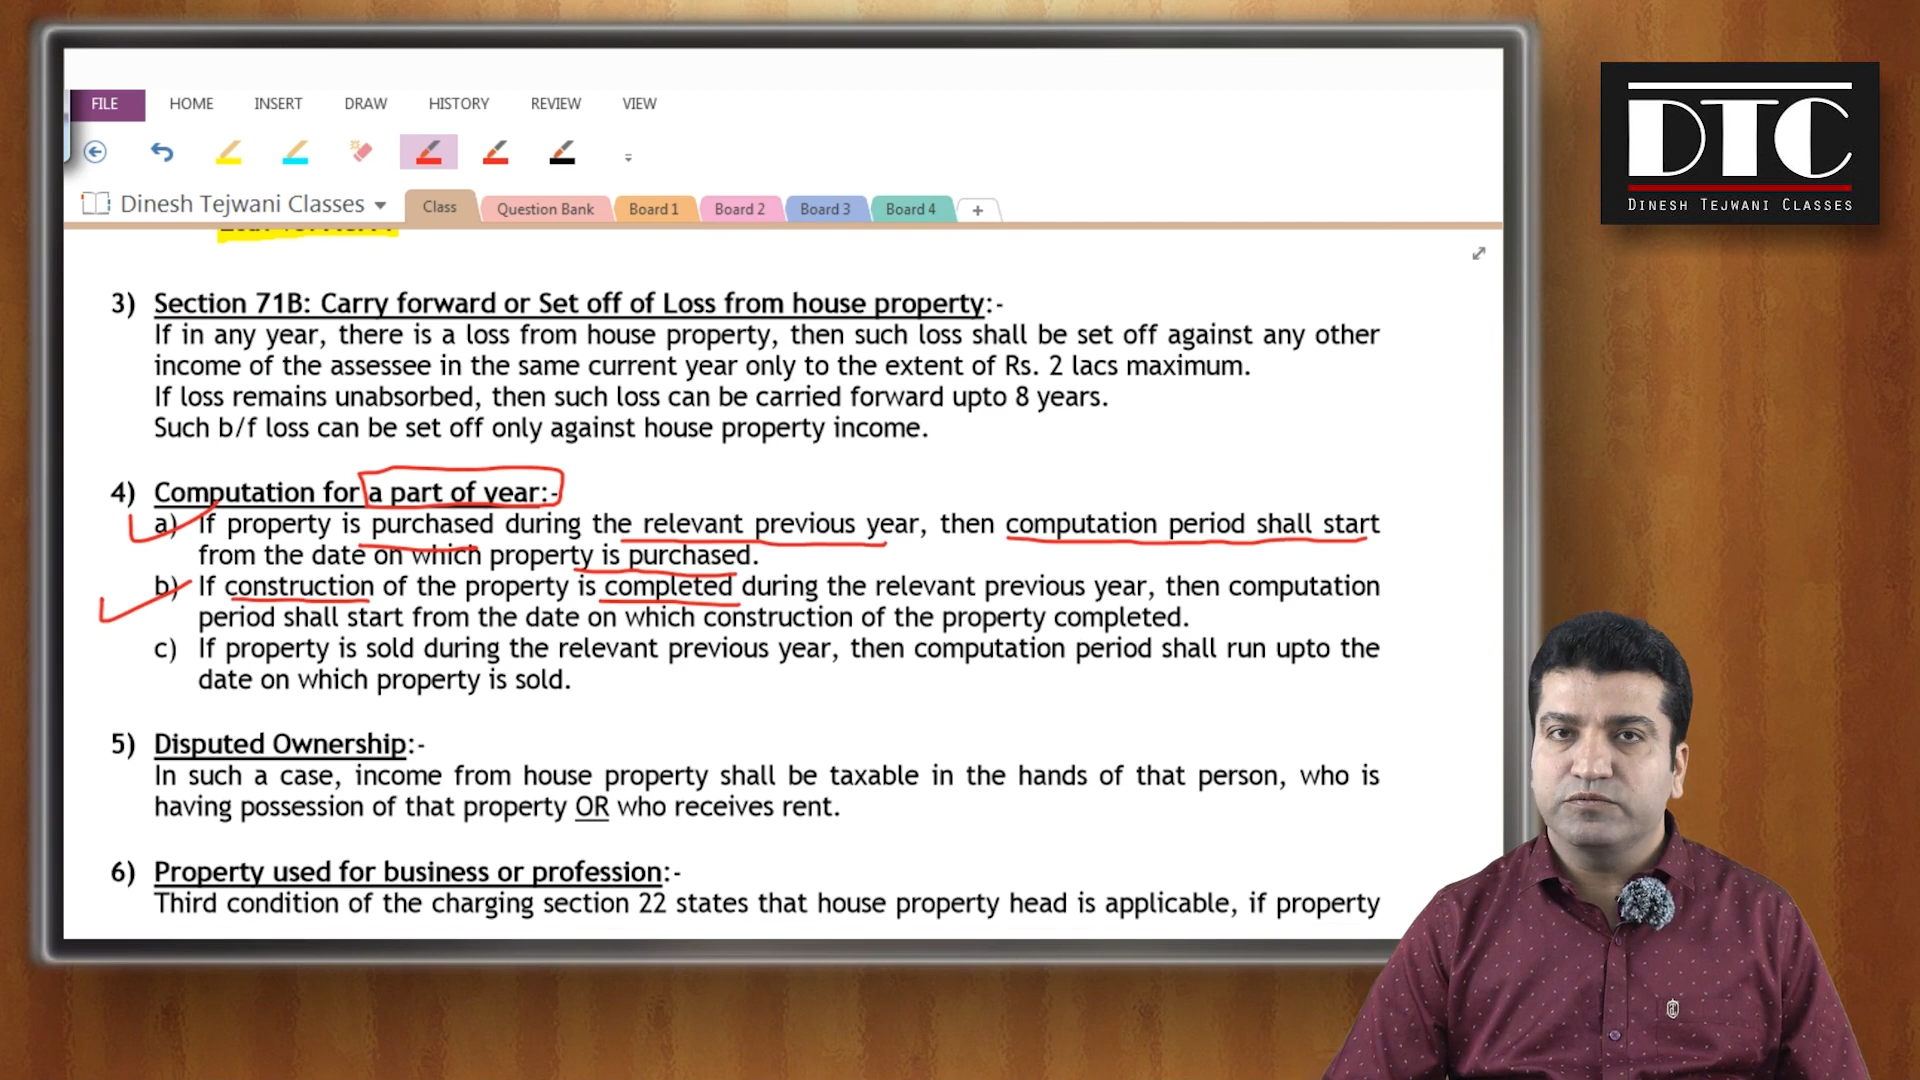 FILE HOME INSERT DRAW HISTORY REVIEW VIEW
Dinesh Tejwani Classes Class Question Bank Board 1 Board 2 Board 3 Board 4 +
DTC
DINESH TEJWANI CLASSES
3) Section 71B: Carry forward or Set off of Loss from house property:-
If in any year, there is a loss from house property, then such loss shall be set off against any other
income of the assessee in the same current year only to the extent of Rs. 2 lacs maximum.
If loss remains unabsorbed, then such loss can be carried forward upto 8 years.
Such b/f loss can be set off only against house property income.
4) Computation for a part of year:-
a) If property is purchased during the relevant previous year, then computation period shall start
from the date on which property is purchased.
b) If construction of the property is completed during the relevant previous year, then computation
period shall start from the date on which construction of the property completed.
c) If property is sold during the relevant previous year, then computation period shall run upto the
date on which property is sold.
5) Disputed Ownership:-
In such a case, income from house property shall be taxable in the hands of that person, who is
having possession of that property OR who receives rent.
6) Property used for business or profession:-
Third condition of the charging section 22 states that house property head is applicable, if property